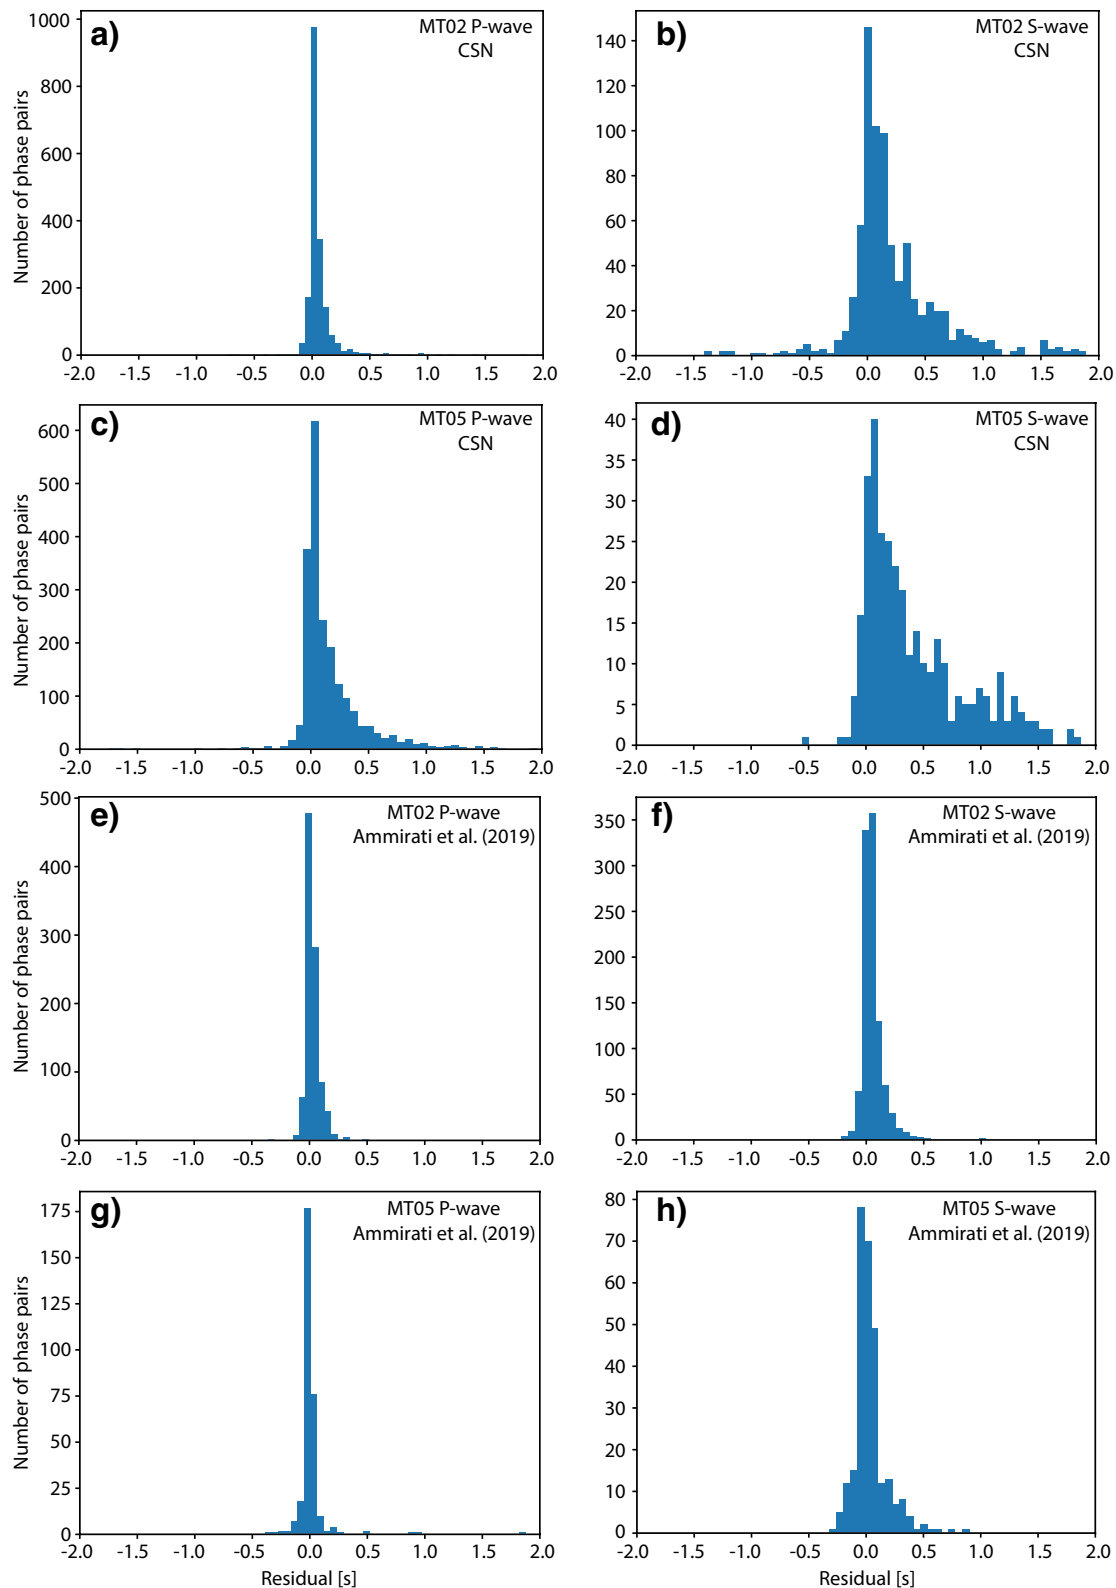 a)
MT02 P-wave
CSN
Number of phase pairs
1000
800
600
400
200
0
-2.0 -1.5 -1.0 -0.5 0.0 0.5 1.0 1.5 2.0
b)
MT02 S-wave
CSN
140
120
100
80
60
40
20
0
-2.0 -1.5 -1.0 -0.5 0.0 0.5 1.0 1.5 2.0
c)
MT05 P-wave
CSN
Number of phase pairs
600
500
400
300
200
100
0
-2.0 -1.5 -1.0 -0.5 0.0 0.5 1.0 1.5 2.0
d)
MT05 S-wave
CSN
40
35
30
25
20
15
10
5
0
-2.0 -1.5 -1.0 -0.5 0.0 0.5 1.0 1.5 2.0
e)
MT02 P-wave
Ammirati et al. (2019)
Number of phase pairs
500
400
300
200
100
0
-2.0 -1.5 -1.0 -0.5 0.0 0.5 1.0 1.5 2.0
f)
MT02 S-wave
Ammirati et al. (2019)
350
300
250
200
150
100
50
0
-2.0 -1.5 -1.0 -0.5 0.0 0.5 1.0 1.5 2.0
g)
MT05 P-wave
Ammirati et al. (2019)
Number of phase pairs
175
150
125
100
75
50
25
0
-2.0 -1.5 -1.0 -0.5 0.0 0.5 1.0 1.5 2.0
Residual [s]
h)
MT05 S-wave
Ammirati et al. (2019)
80
70
60
50
40
30
20
10
0
-2.0 -1.5 -1.0 -0.5 0.0 0.5 1.0 1.5 2.0
Residual [s]